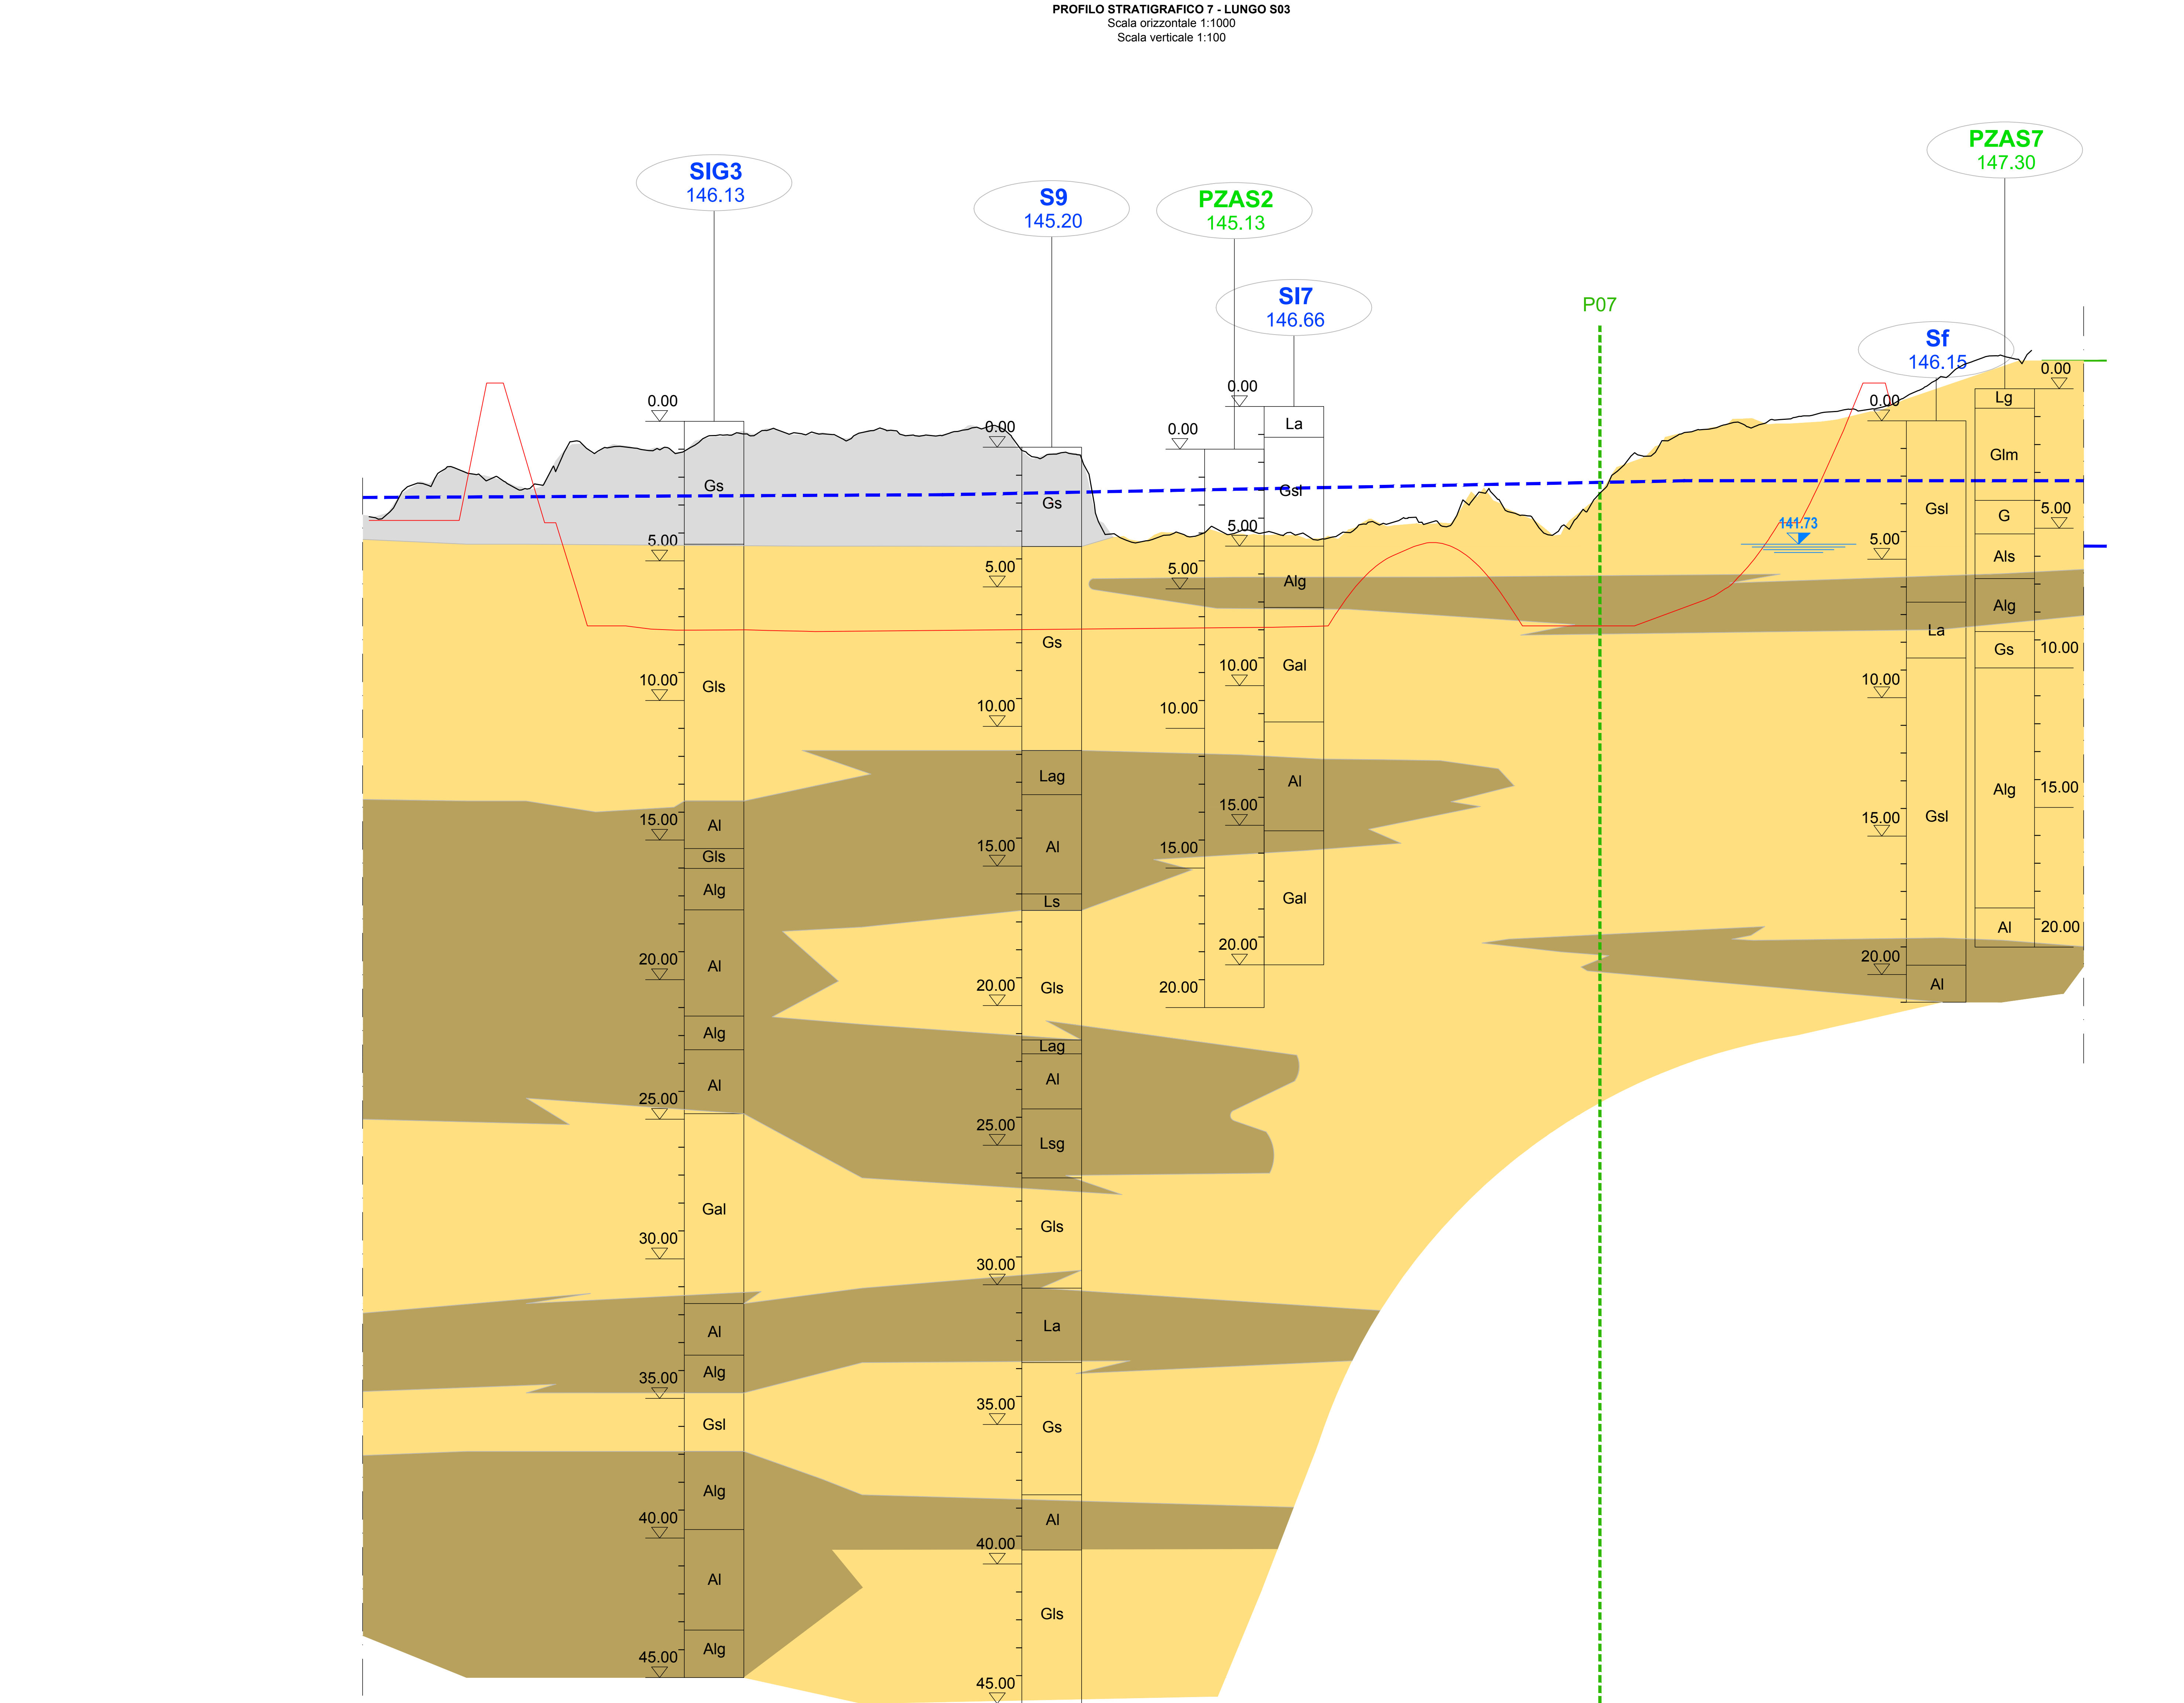 PROFILO STRATIGRAFICO 7 - LUNGO S03
Scala orizzontale 1:1000
Scala verticale 1:100
SIG3
146.13
S9
145.20
PZAS2
145.13
SI7
146.66
P07
Sf
146.15
PZAS7
147.30
0.00
5.00
10.00
15.00
20.00
25.00
30.00
35.00
40.00
45.00
Gs
Gls
Al
Gls
Alg
Al
Alg
Al
Gal
Al
Alg
Gsl
Alg
Al
Alg
0.00
5.00
10.00
15.00
20.00
25.00
30.00
35.00
40.00
45.00
Gs
Gs
Lag
Al
Ls
Gls
Lag
Al
Lsg
Gls
La
Gs
Al
Gls
0.00
5.00
10.00
15.00
20.00
0.00
5.00
10.00
15.00
20.00
La
Gsl
Alg
Gal
Al
Gal
141.73
0.00
5.00
10.00
15.00
20.00
Gsl
La
Gsl
Al
Lg
Glm
G
Als
Alg
Gs
Alg
Al
0.00
5.00
10.00
15.00
20.00